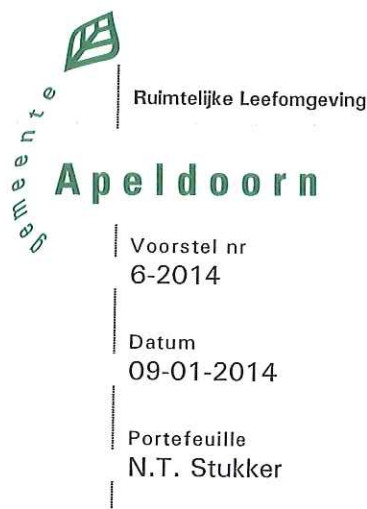 Ruimtelijke Leefomgeving
gemeente
Apeldoorn
Voorstel nr
6-2014
Datum
09-01-2014
Portefeuille
N.T. Stukker